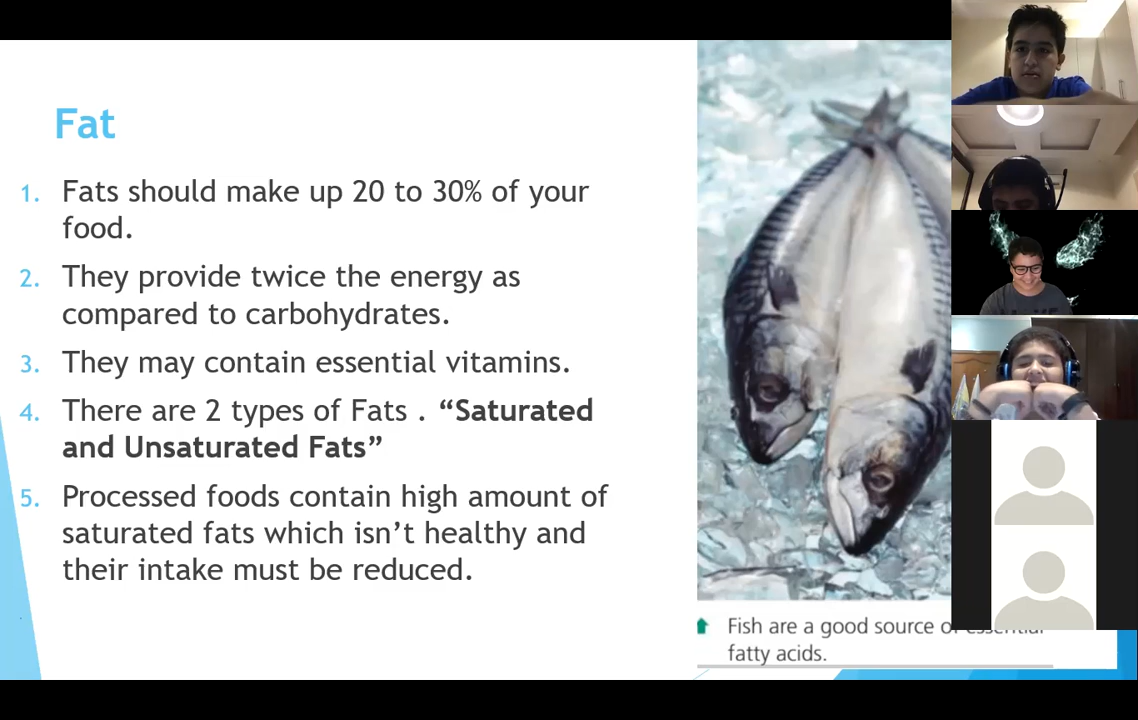 Fat
1. Fats should make up 20 to 30% of your
food.
2. They provide twice the energy as
compared to carbohydrates.
3. They may contain essential vitamins.
4. There are 2 types of Fats . “Saturated
and Unsaturated Fats”
5. Processed foods contain high amount of
saturated fats which isn’t healthy and
their intake must be reduced.
Fish are a good source of essential
fatty acids.